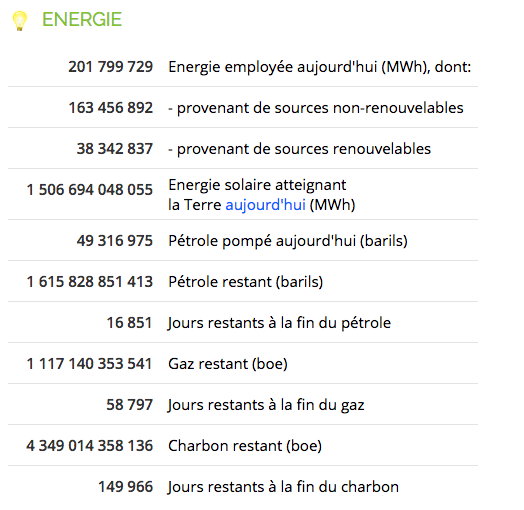 ENERGIE
201 799 729 Energie employée aujourd'hui (MWh), dont:
163 456 892 - provenant de sources non-renouvelables
38 342 837 - provenant de sources renouvelables
1 506 694 048 055 Energie solaire atteignant
la Terre aujourd'hui (MWh)
49 316 975 Pétrole pompé aujourd'hui (barils)
1 615 828 851 413 Pétrole restant (barils)
16 851 Jours restants à la fin du pétrole
1 117 140 353 541 Gaz restant (boe)
58 797 Jours restants à la fin du gaz
4 349 014 358 136 Charbon restant (boe)
149 966 Jours restants à la fin du charbon